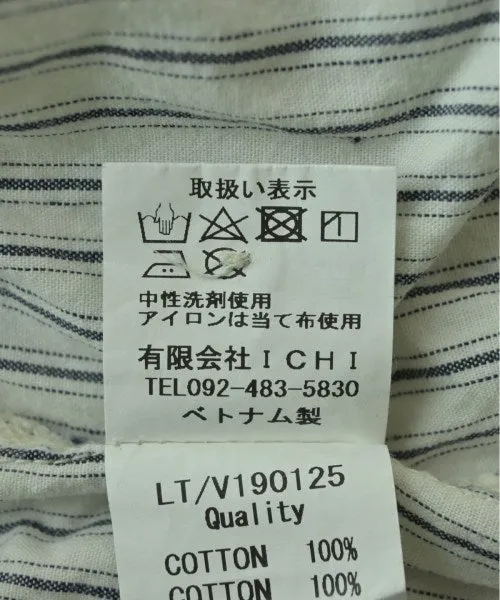 取扱い表示
中性洗剤使用
アイロンは当て布使用
有限会社ICHI
TEL092-483-5830
ベトナム製
LT/V190125
Quality
COTTON 100%
COTTON 100%